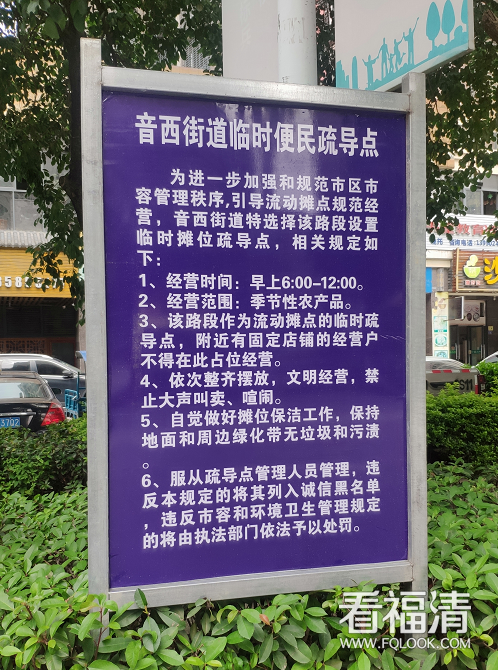 音西街道临时便民疏导点
为进一步加强和规范市区市
容管理秩序,引导流动摊点规范经
营，音西街道特选择该路段设置
临时摊位疏导点，相关规定如
下：
1、经营时间：早上6:00-12:00。
2、经营范围：季节性农产品。
3、该路段作为流动摊点的临时疏
导点，附近有固定店铺的经营户
不得在此占位经营。
4、依次整齐摆放，文明经营，禁
止大声叫卖、喧闹。
5、自觉做好摊位保洁工作，保持
地面和周边绿化带无垃圾和污渍
。
6、服从疏导点管理人员管理，违
反本规定的将其列入诚信黑名单
，违反市容和环境卫生管理规定
的将由执法部门依法予以处罚。
看福清
WWW.FQLOOK.COM